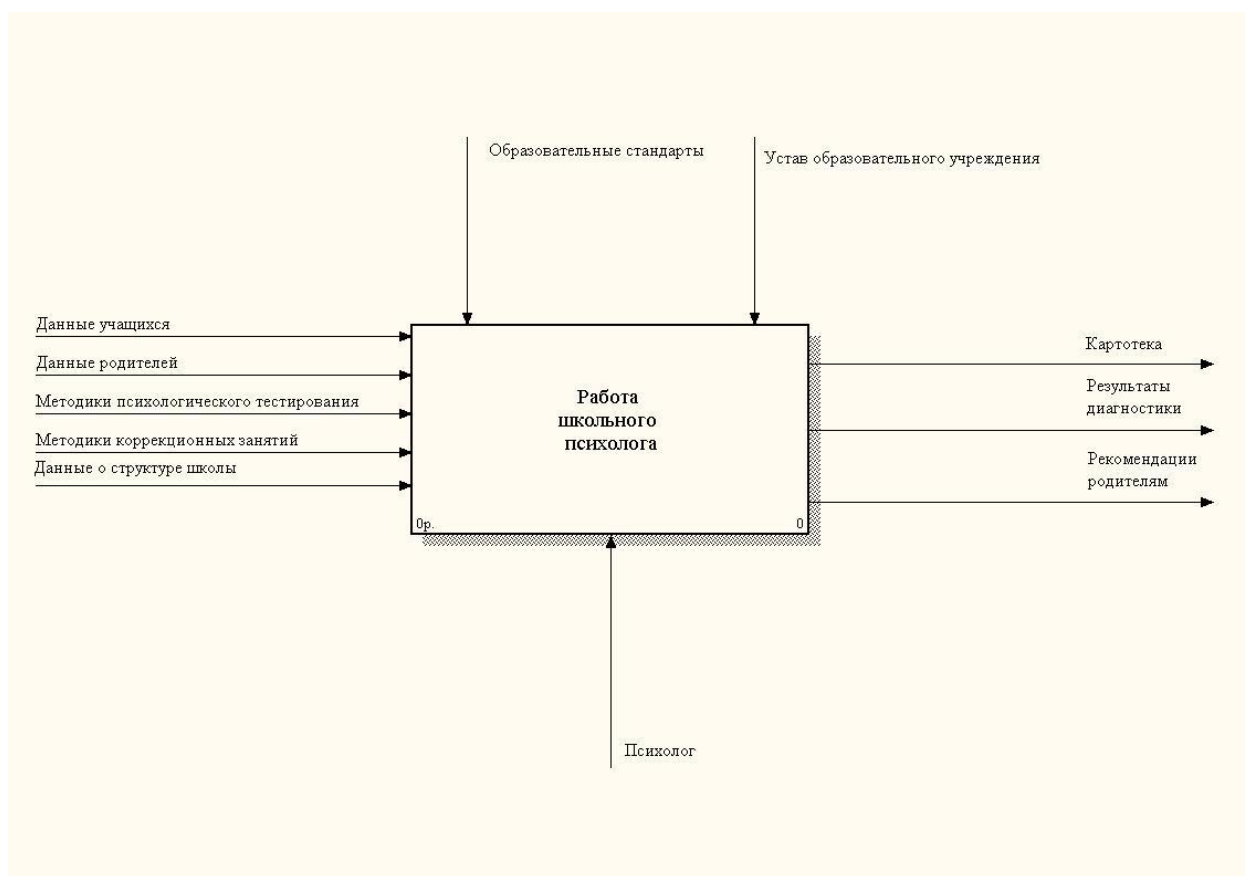 Образовательные стандарты
Устав образовательного учреждения
Данные учащихся
Данные родителей
Методики психологического тестирования
Методики коррекционных занятий
Данные о структуре школы
Работа
школьного
психолога
0р.
0
Картотека
Результаты
диагностики
Рекомендации
родителям
Психолог